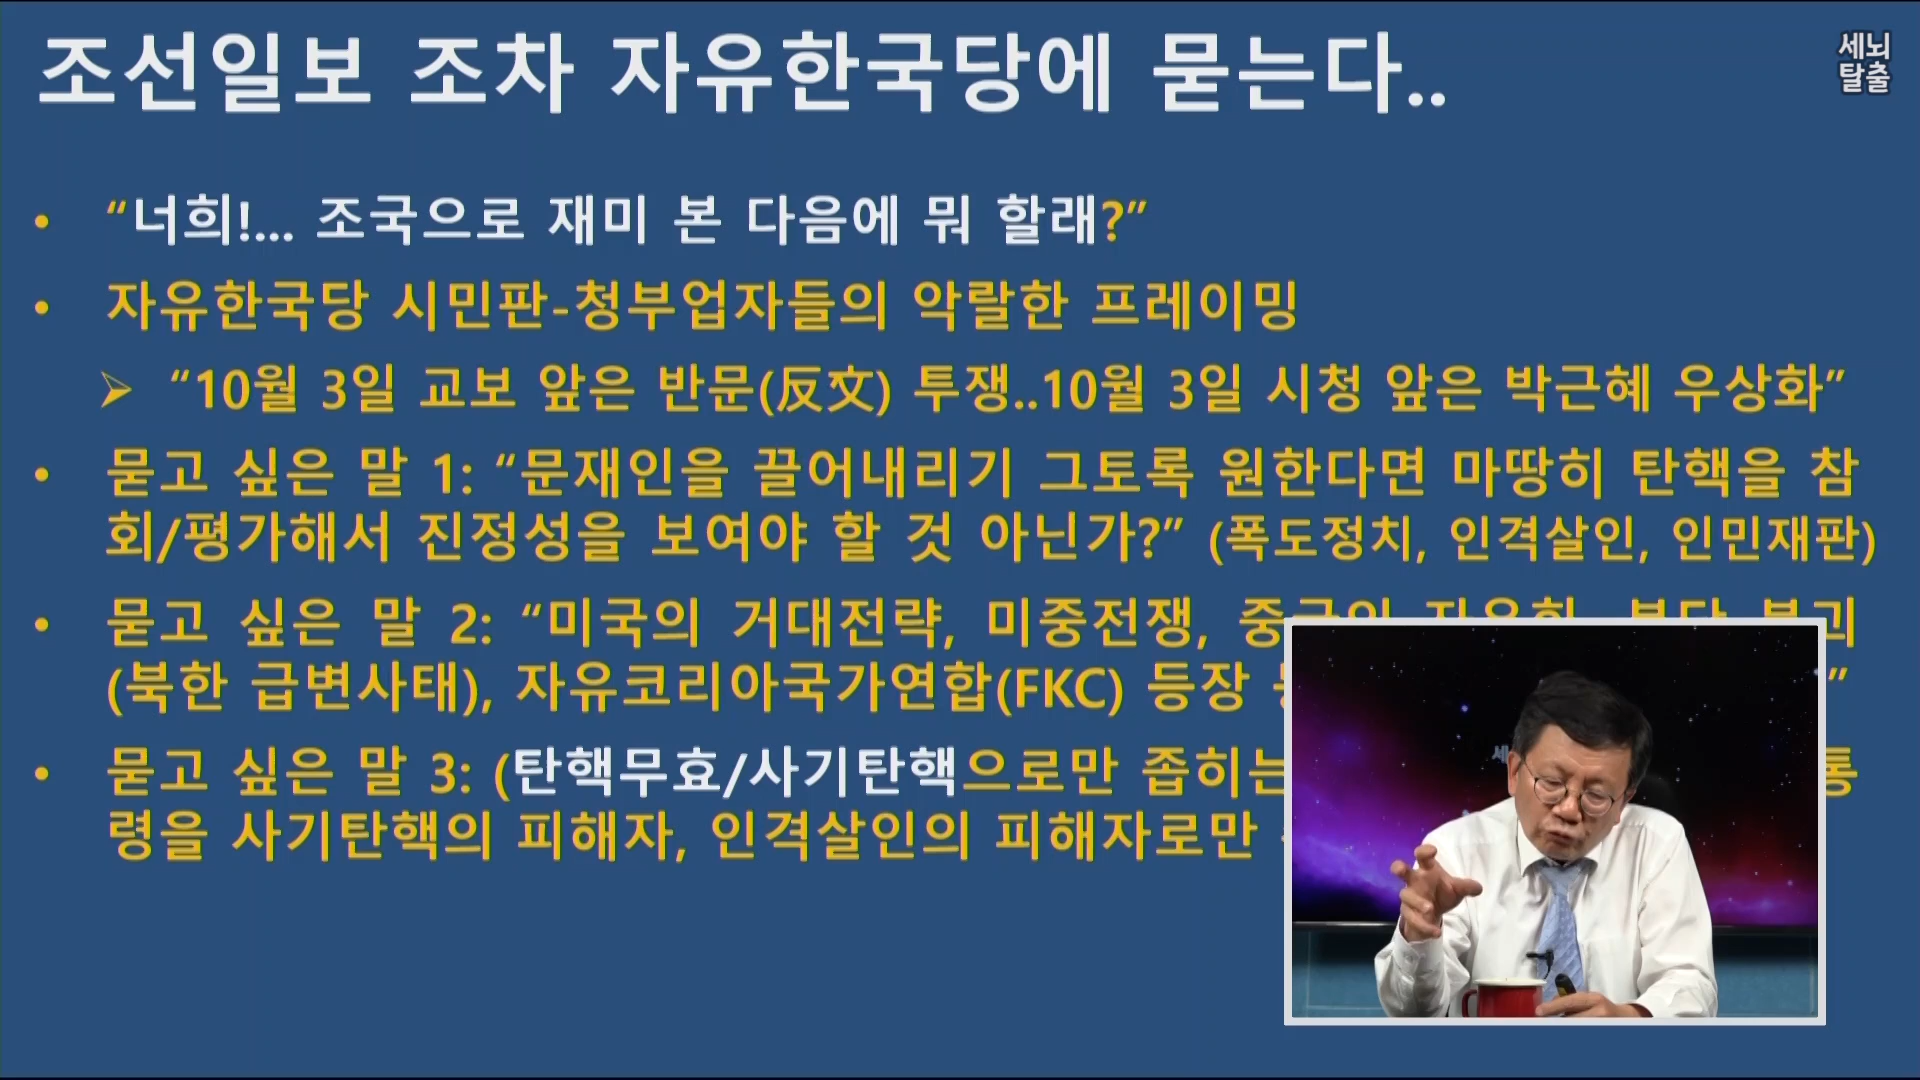 조선일보 조차 자유한국당에 묻는다..
세뇌
탈출
• “너희!... 조국으로 재미 본 다음에 뭐 할래?”
• 자유한국당 시민판-청부업자들의 악랄한 프레이밍
➢ “10월 3일 교보 앞은 반문(反文) 투쟁..10월 3일 시청 앞은 박근혜 우상화”
• 묻고 싶은 말 1: “문재인을 끌어내리기 그토록 원한다면 마땅히 탄핵을 참
회/평가해서 진정성을 보여야 할 것 아닌가?” (폭도정치, 인격살인, 인민재판)
• 묻고 싶은 말 2: “미국의 거대전략, 미중전쟁,
(북한 급변사태), 자유코리아국가연합(FKC) 등장 ”
• 묻고 싶은 말 3: (탄핵무효/사기탄핵으로만 좁히는 통
령을 사기탄핵의 피해자, 인격살인의 피해자로만